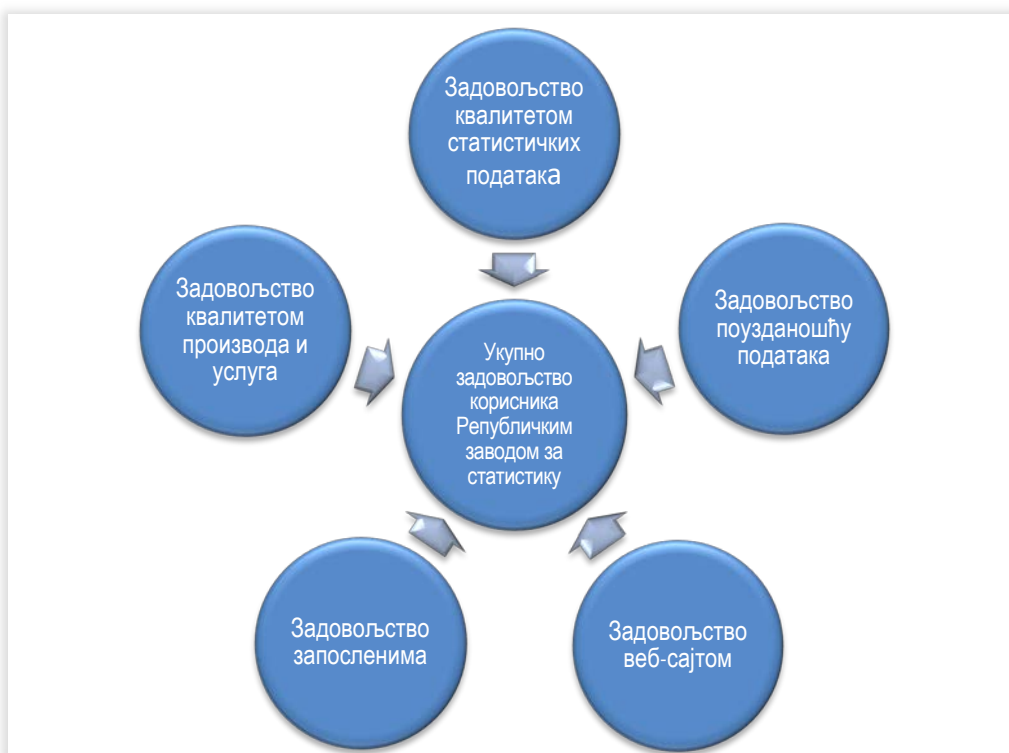 Задовољство
квалитетом
статистичких
података
Задовољство
квалитетом
производа и
услуга
Задовољство
поузданошћу
података
Укупно
задовољство
корисника
Републичким
заводом за
статистику
Задовољство
запосленима
Задовољство
веб-сајтом